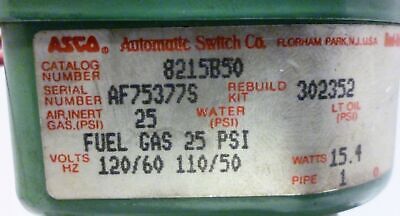 ASCO® Automatic Switch Co. FLORHAM PARK, N.J. U.S.A.
CATALOG NUMBER 8215B50
SERIAL NUMBER AF75377S REBUILD KIT 302352
AIR, INERT GAS. (PSI) 25 WATER (PSI) LT OIL (PSI)
FUEL GAS 25 PSI
VOLTS HZ 120/60 110/50 WATTS 15.4
PIPE 1